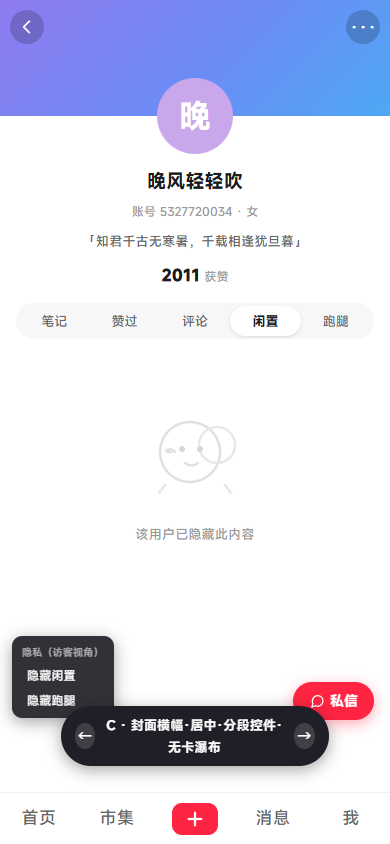 晚
晚风轻轻吹
账号 5327720034 · 女
「知君千古无寒暑，千载相逢犹旦暮」
2011 获赞
笔记 赞过 评论 闲置 跑腿
该用户已隐藏此内容
隐私（访客视角）
隐藏闲置
隐藏跑腿
私信
← C · 封面横幅·居中·分段控件· →
无卡瀑布
首页 市集 + 消息 我